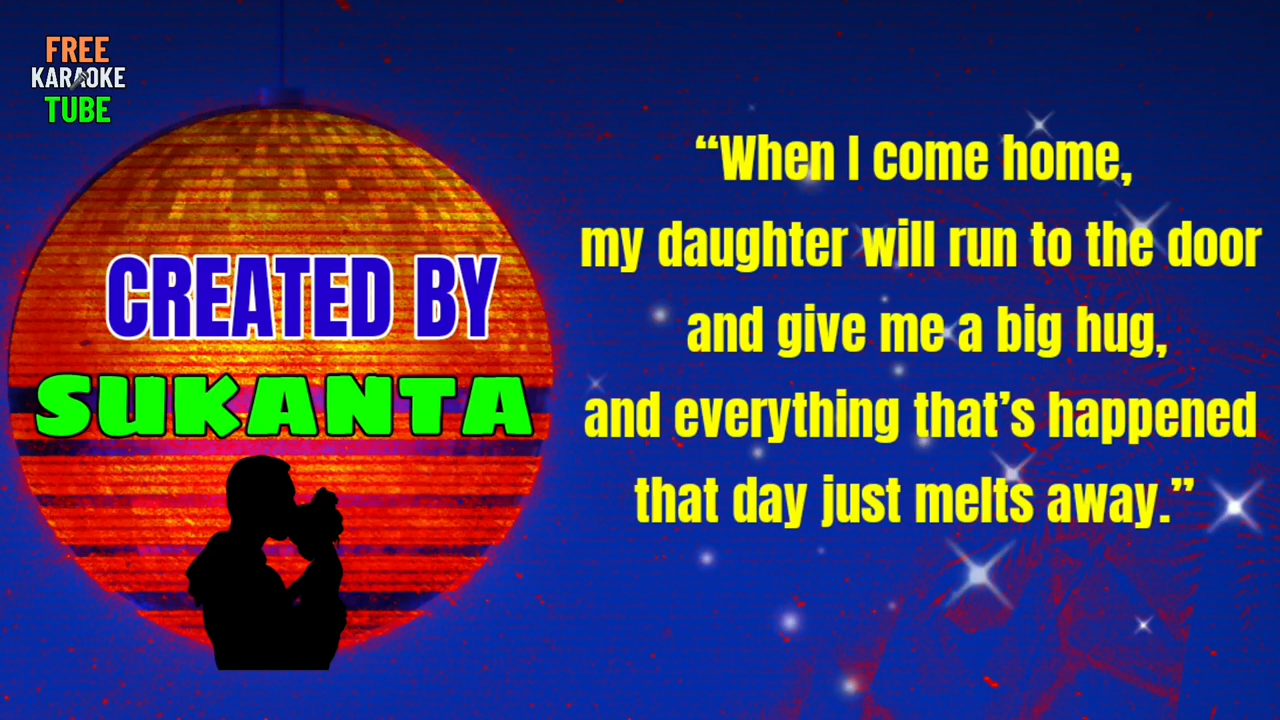 FREE
KARAOKE
TUBE
CREATED BY
SUKANTA
“When I come home,
my daughter will run to the door
and give me a big hug,
and everything that’s happened
that day just melts away.”